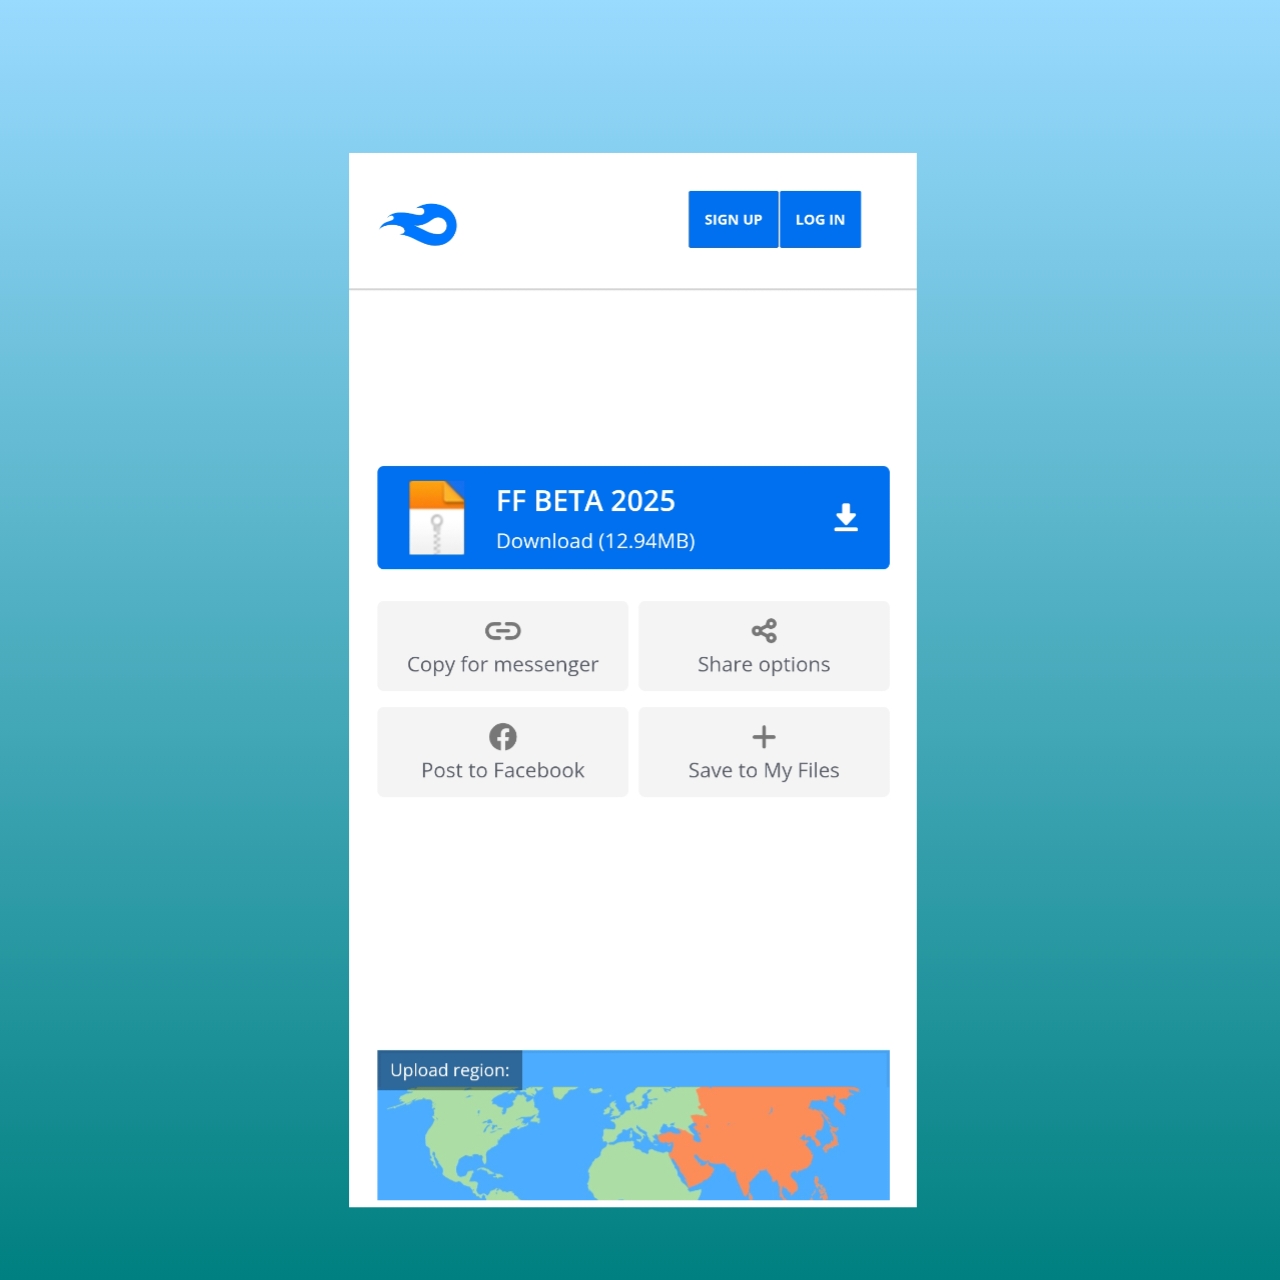 SIGN UP
LOG IN
FF BETA 2025
Download (12.94MB)
Copy for messenger
Share options
Post to Facebook
Save to My Files
Upload region: